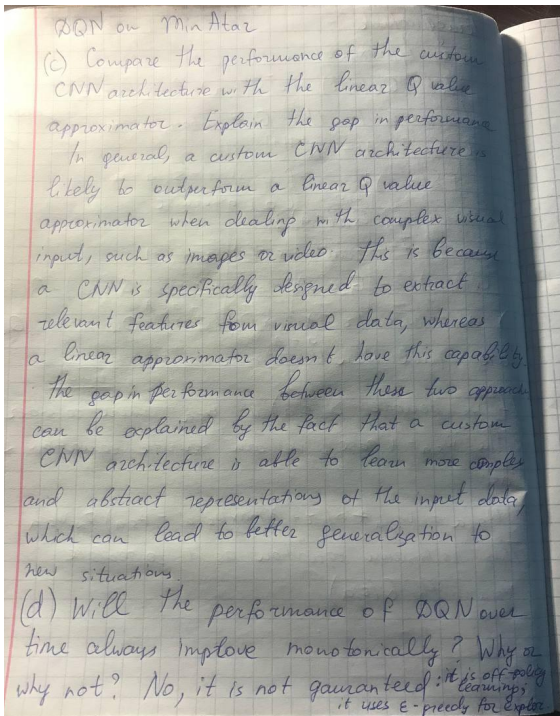 DQN on MinAtar
(c) Compare the performance of the custom
CNN architecture with the linear Q value
approximator. Explain the gap in performance
In general, a custom CNN architecture is
likely to outperform a linear Q value
approximator when dealing with complex visual
input, such as images or video. This is because
a CNN is specifically designed to extract
relevant features fom visual data, whereas
a linear approximator doesn't have this capability.
The gap in performance between these two approach
can be explained by the fact that a custom
CNN architecture is able to learn more complex
and abstract representations of the input data,
which can lead to better generalization to
new situations.
(d) Will the performance of DQN over
time always improve monotonically? Why or
why not? No, it is not gauranteed: it is off-policy
learning;
it uses ε-greedy for explor